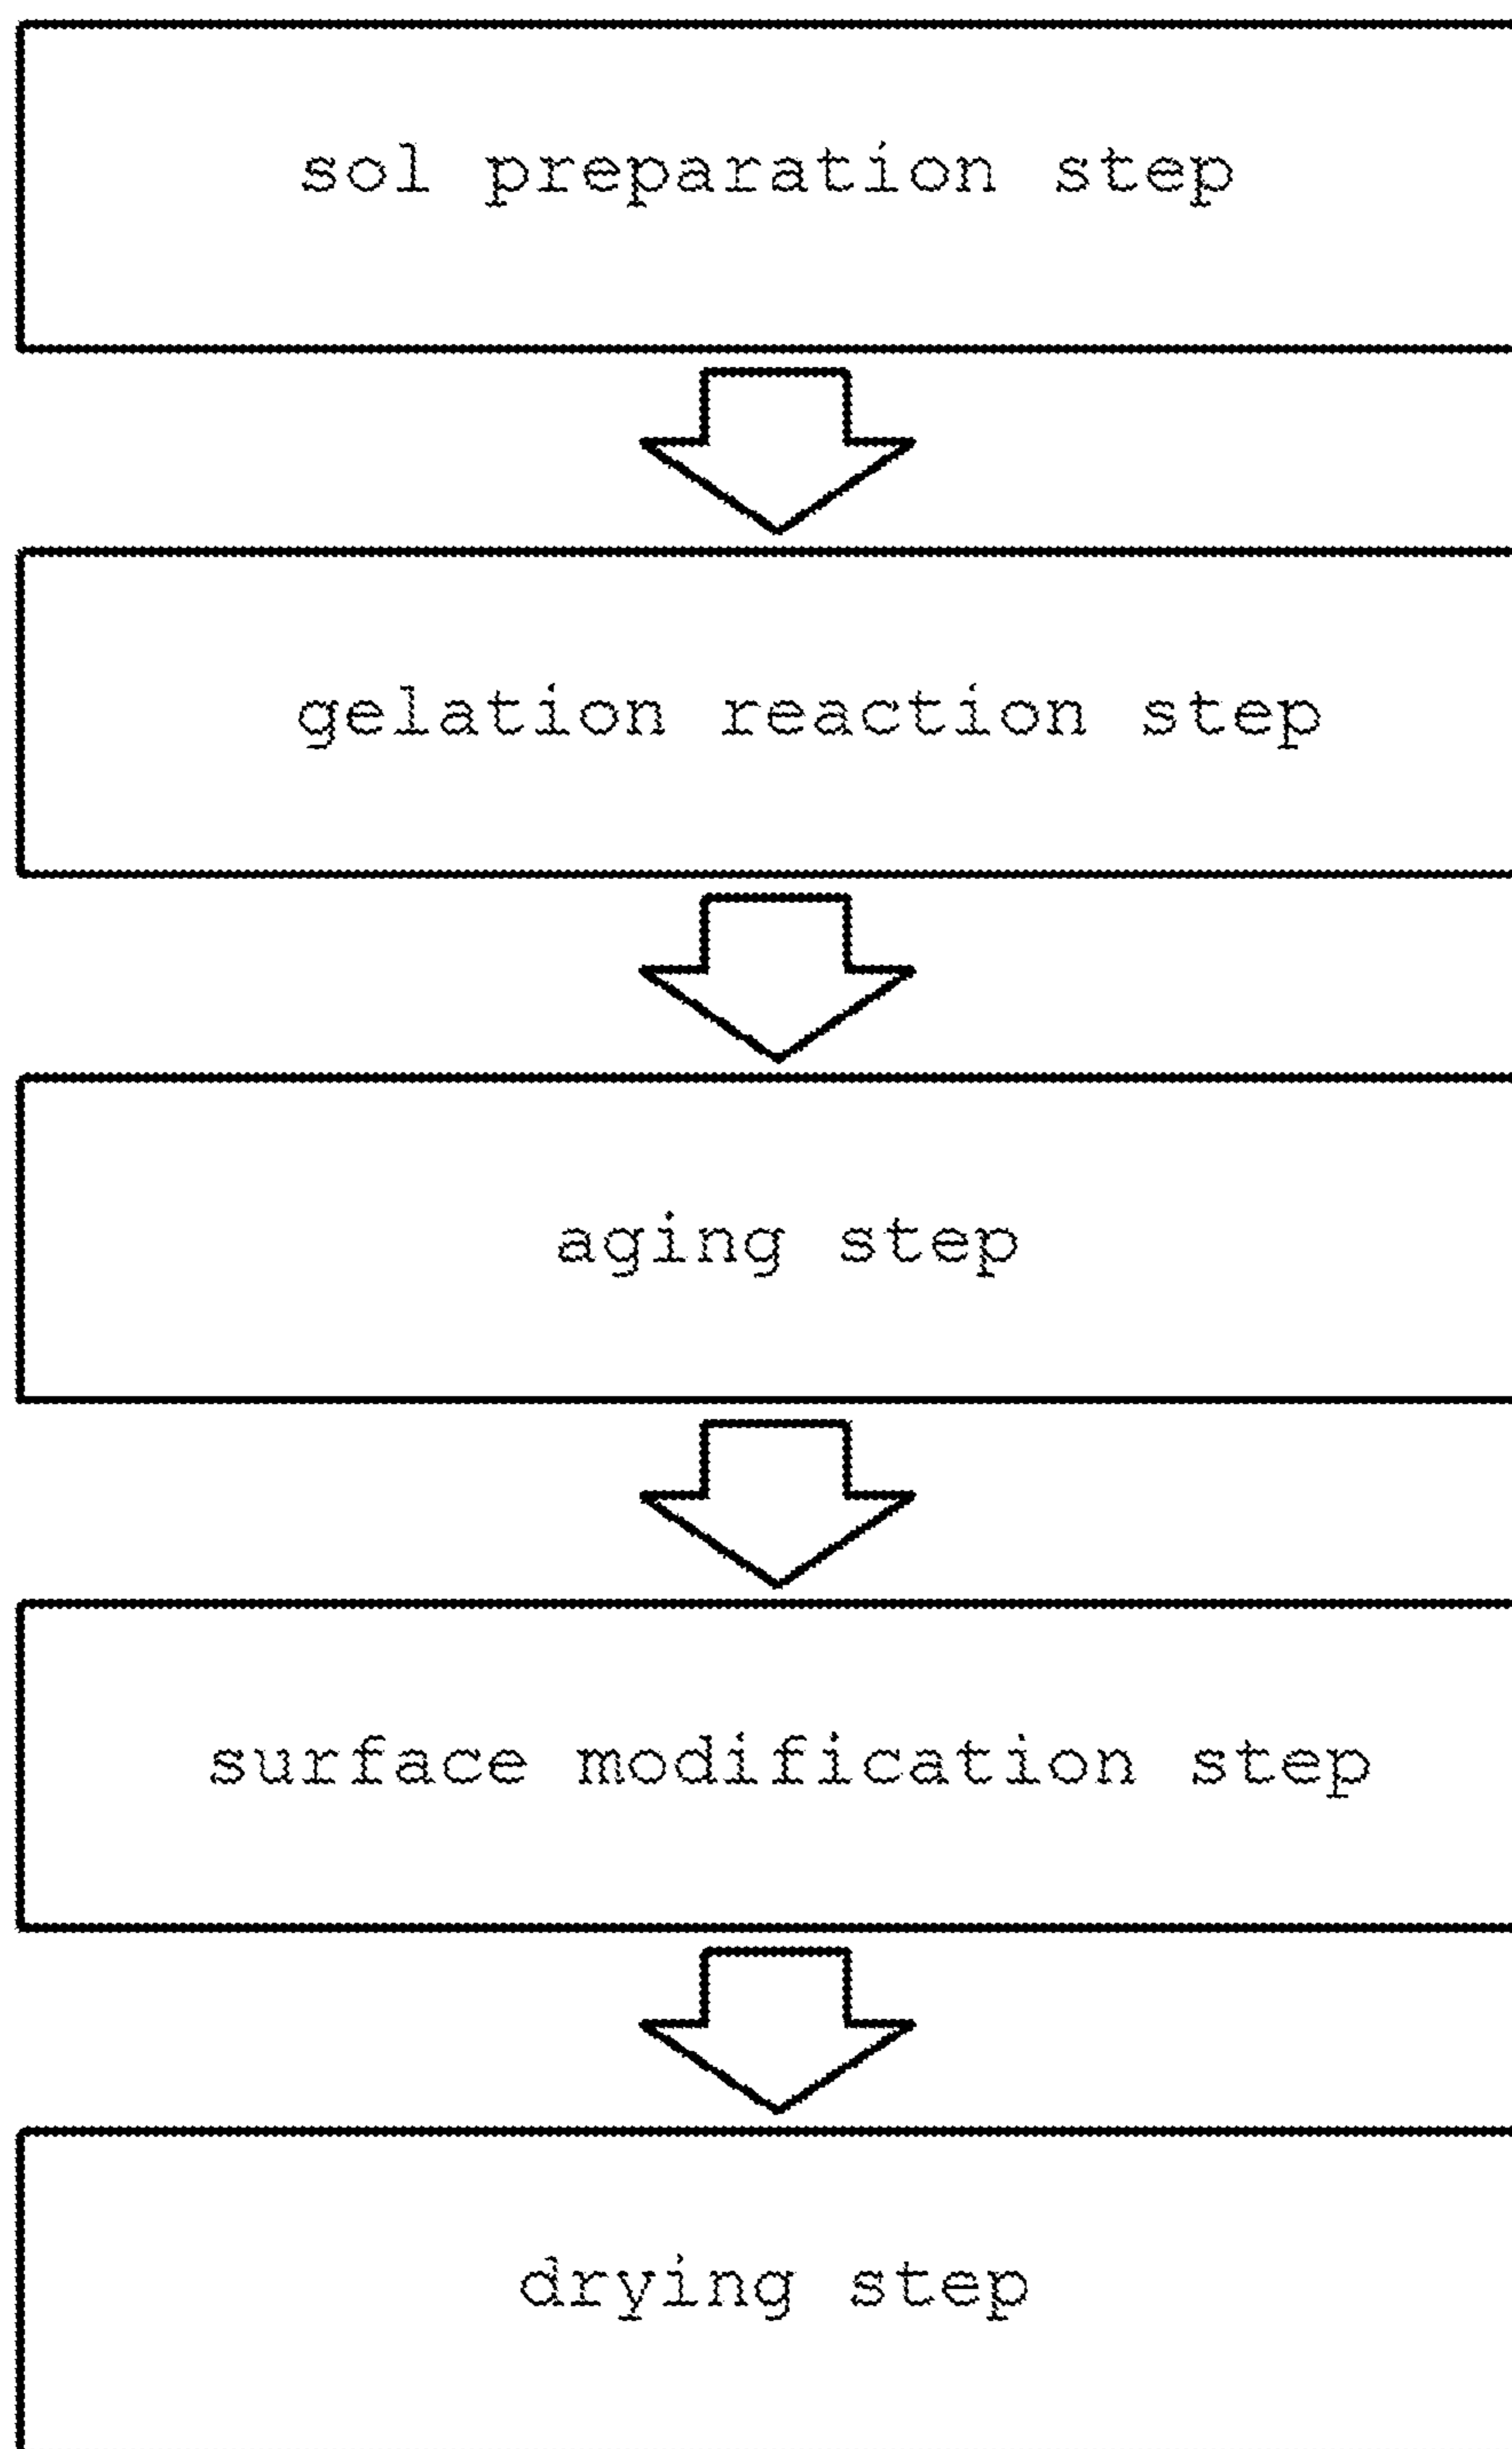 sol preparation step
gelation reaction step
aging step
surface modification step
drying step